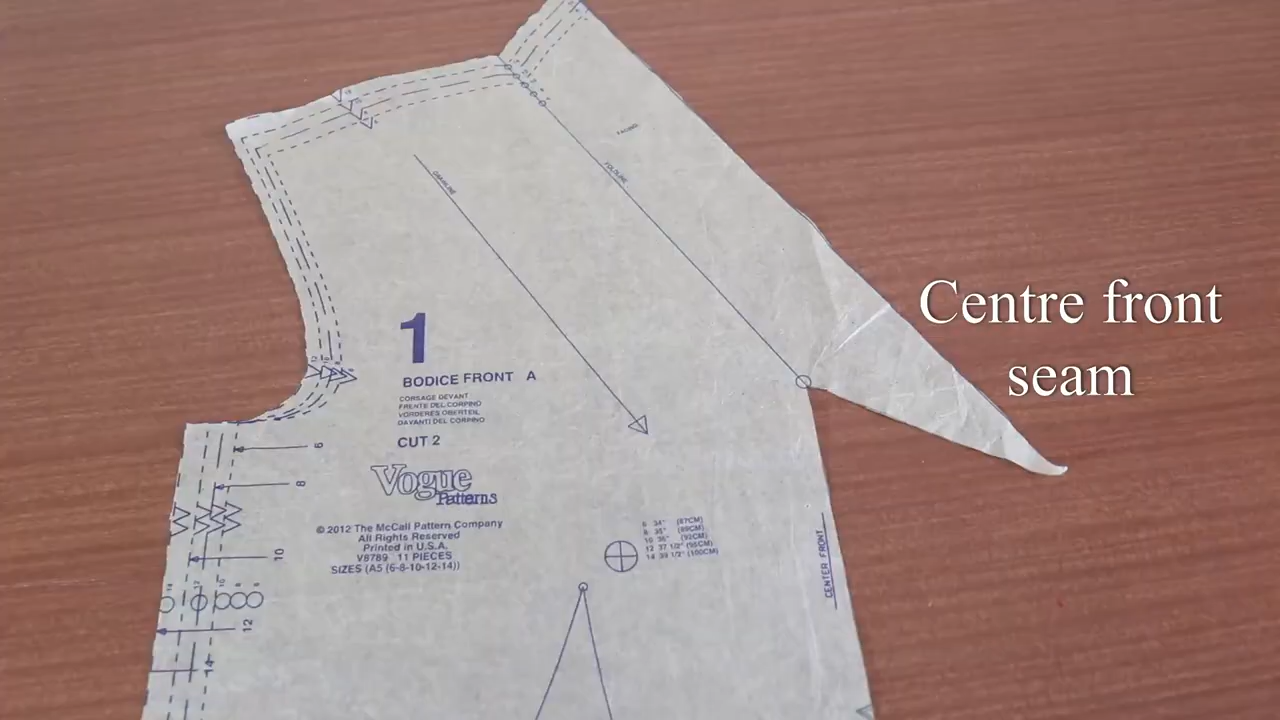 FACING
FOLDLINE
GRAINLINE
Centre front
seam
1
BODICE FRONT A
CORSAGE DEVANT
FRENTE DEL CORPINO
VORDERES OBERTEIL
DAVANTI DEL CORPINO
CUT 2
Vogue
Patterns
© 2012 The McCall Pattern Company
All Rights Reserved
Printed in U.S.A.
V8789 11 PIECES
SIZES (A5 (6-8-10-12-14))
6 34" (87CM)
8 35" (89CM)
10 36" (92CM)
12 37 1/2" (95CM)
14 39 1/2" (100CM)
CENTER FRONT
6
8
10
12
14